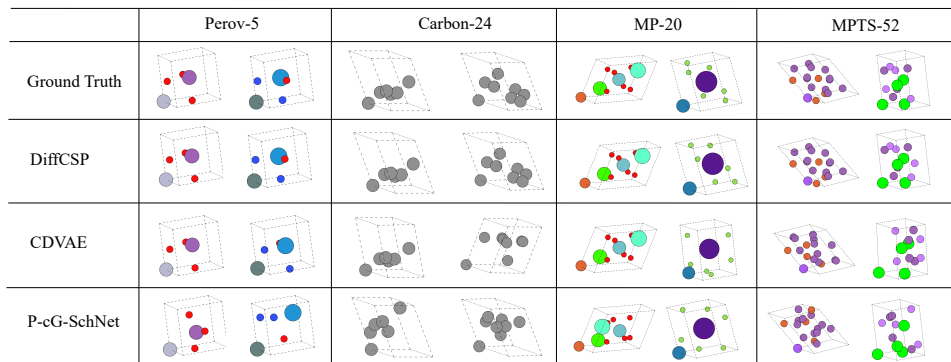 Perov-5 Carbon-24 MP-20 MPTS-52
Ground Truth
DiffCSP
CDVAE
P-cG-SchNet